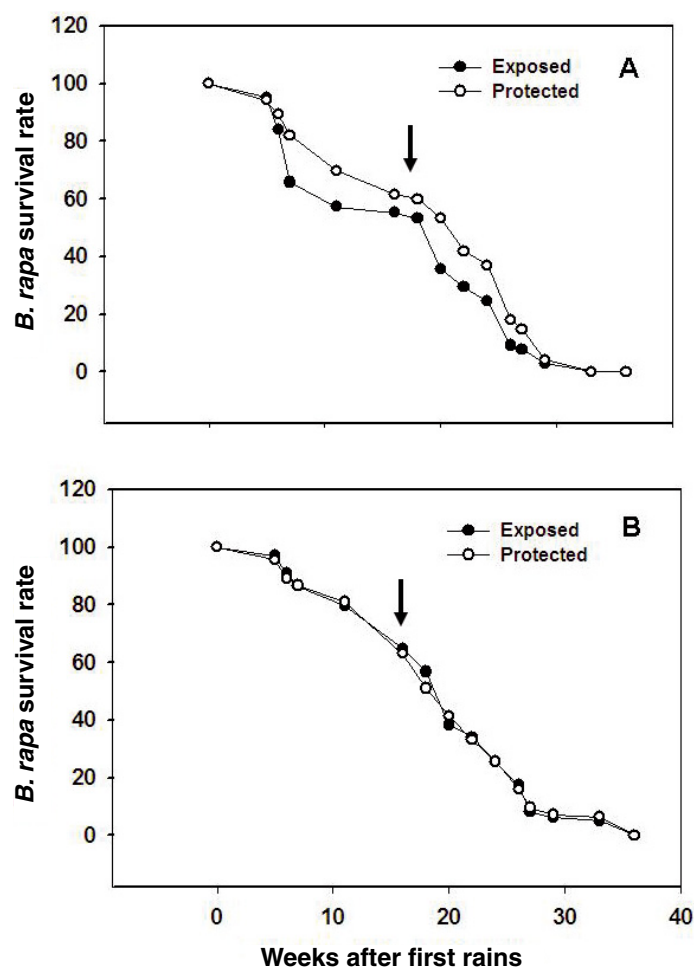 120
100
80
60
40
20
0
B. rapa survival rate
Exposed
Protected
A
120
100
80
60
40
20
0
B. rapa survival rate
Exposed
Protected
B
0 10 20 30 40
Weeks after first rains